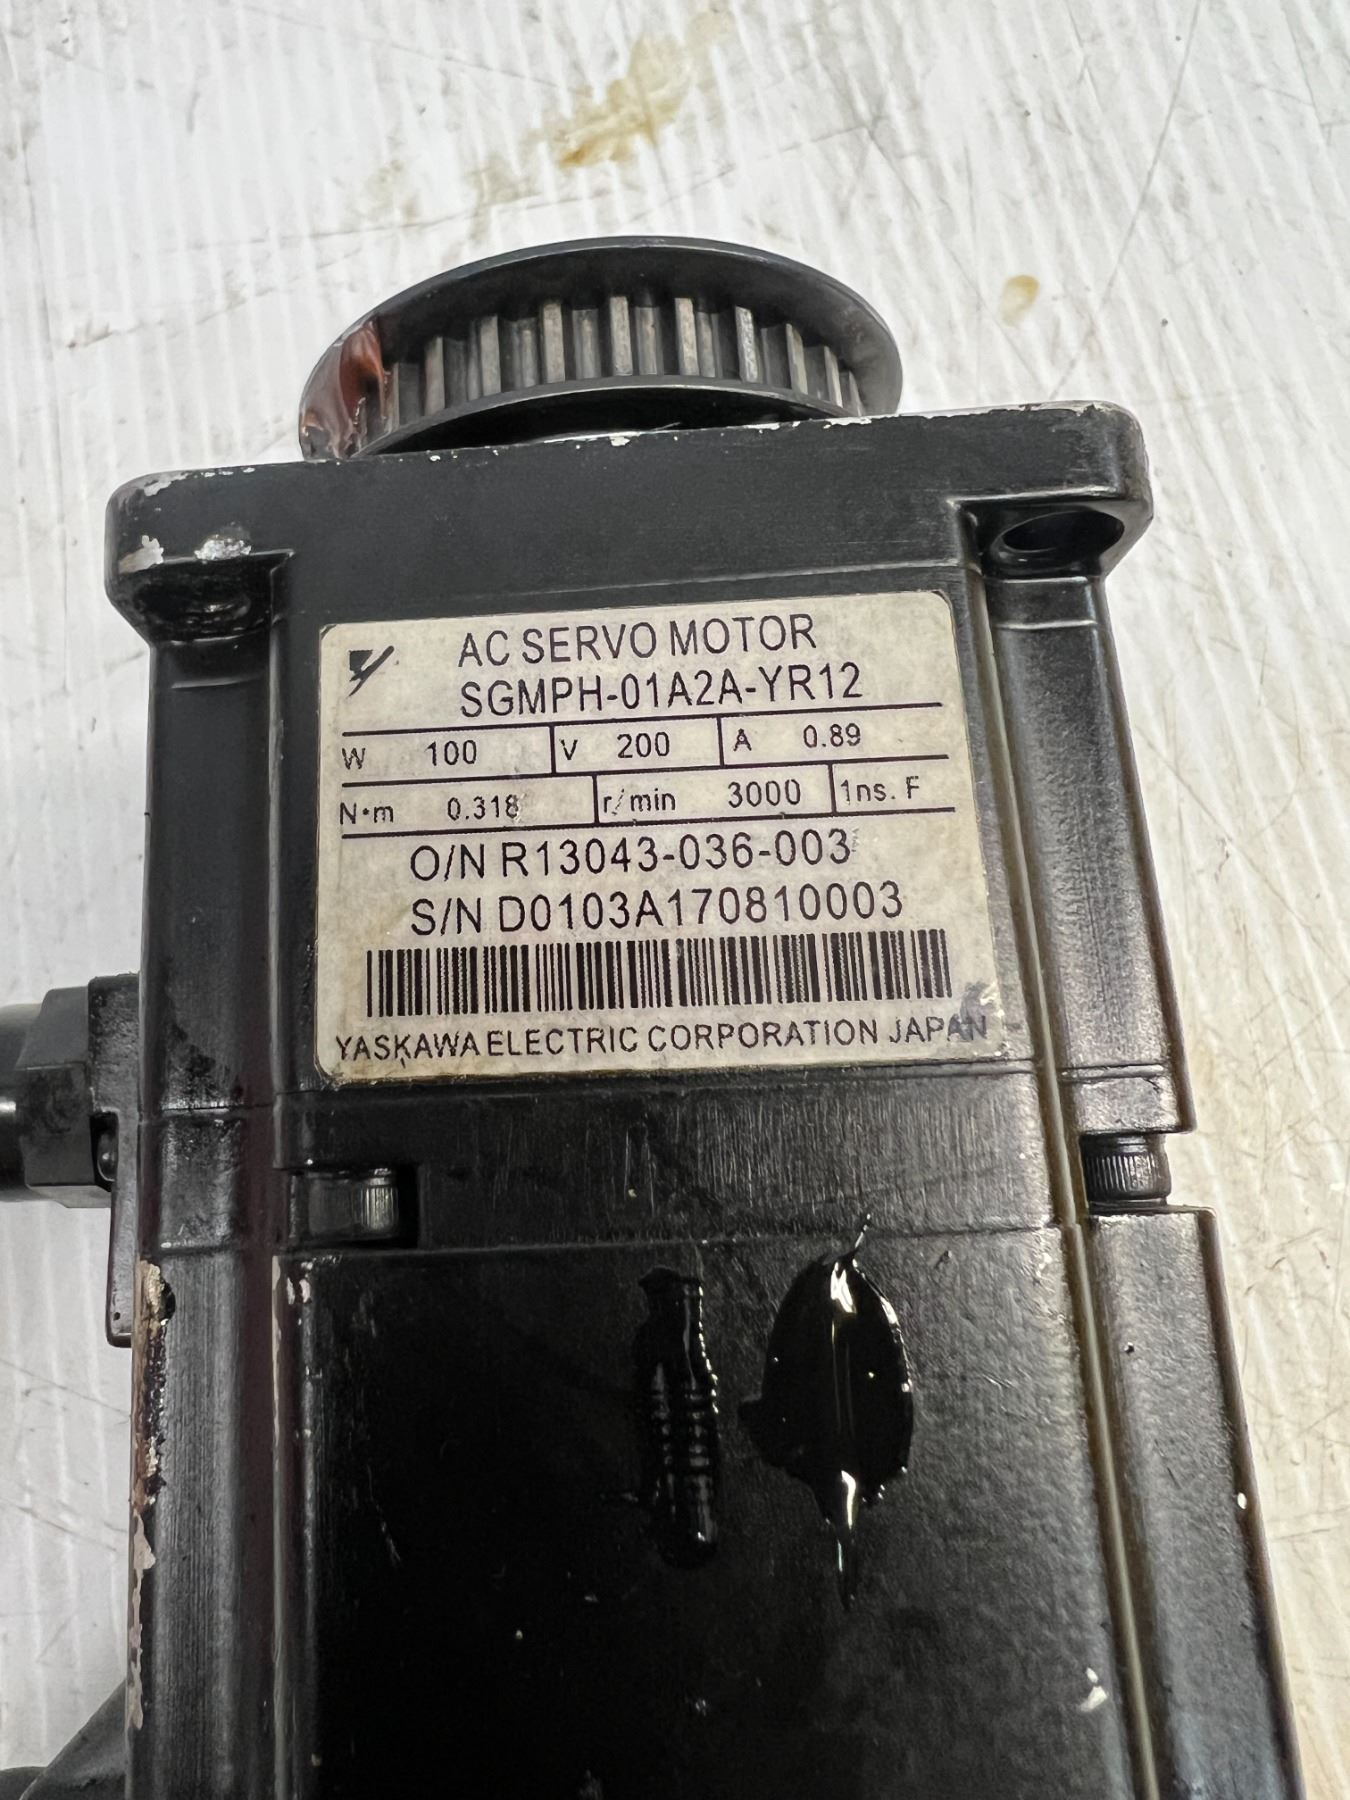 AC SERVO MOTOR
SGMPH-01A2A-YR12
W 100 V 200 A 0.89
N·m 0.318 r/min 3000 1ns. F
O/N R13043-036-003
S/N D0103A170810003
YASKAWA ELECTRIC CORPORATION JAPAN